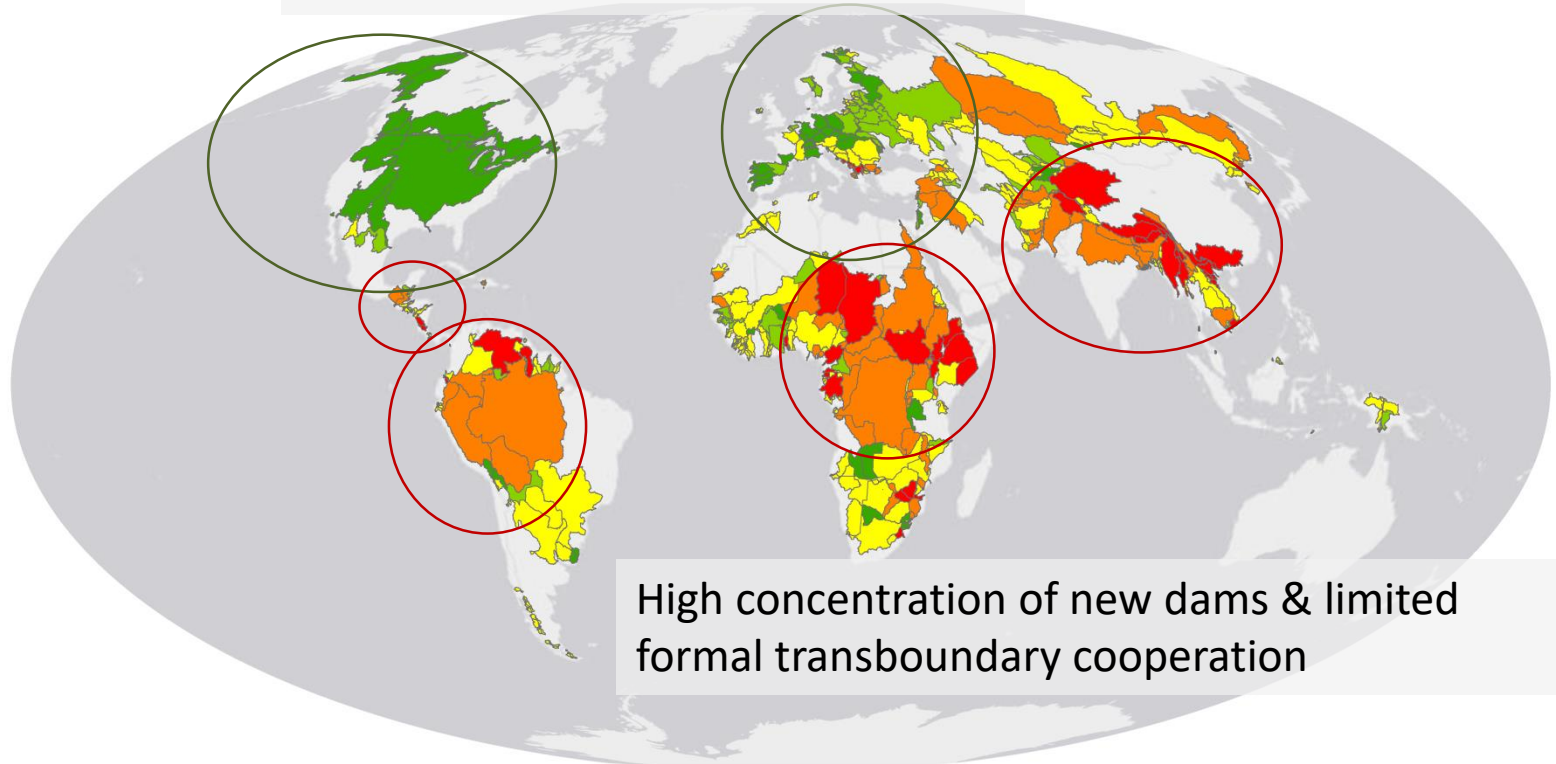 High concentration of new dams & limited
formal transboundary cooperation